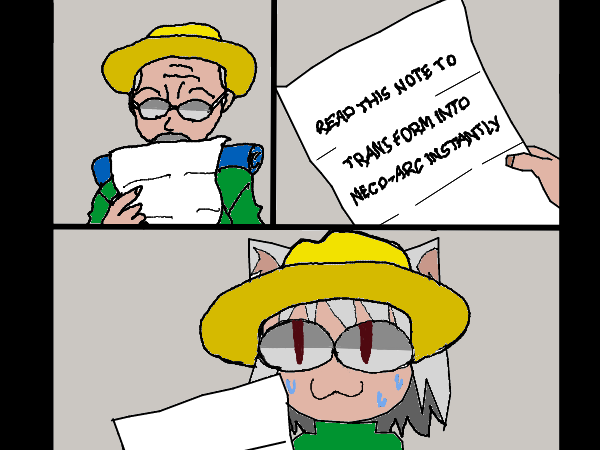 READ THIS NOTE TO
TRANSFORM INTO
NECO-ARC INSTANTLY